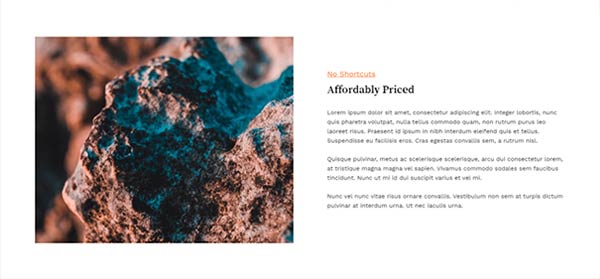 No Shortcuts
Affordably Priced
Lorem ipsum dolor sit amet, consectetur adipiscing elit. Integer lobortis, nunc
quis pharetra volutpat, nulla tellus commodo quam, non rutrum purus leo
laoreet risus. Praesent id ipsum in nibh interdum eleifend quis et tellus.
Suspendisse eu facilisis eros. Cras egestas convallis sem, a rutrum nisl.
Quisque pulvinar, metus ac scelerisque scelerisque, arcu dui consectetur lorem,
at tristique magna magna vel sapien. Vivamus commodo sodales sem faucibus
tincidunt. Nunc ut mi id dui suscipit varius et vel mi.
Nunc vel nunc vitae risus ornare convallis. Vestibulum non sem at turpis dictum
pulvinar at interdum urna. Ut nec iaculis urna.